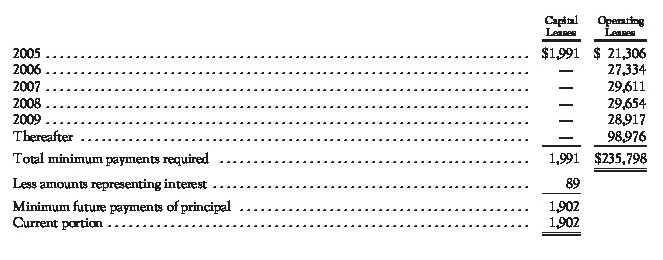 Capital Operating
Leases Leases
2005 $1,991 $ 21,306
2006 — 27,334
2007 — 29,611
2008 — 29,654
2009 — 28,917
Thereafter — 98,976
Total minimum payments required 1,991 $235,798
Less amounts representing interest 89
Minimum future payments of principal 1,902
Current portion 1,902